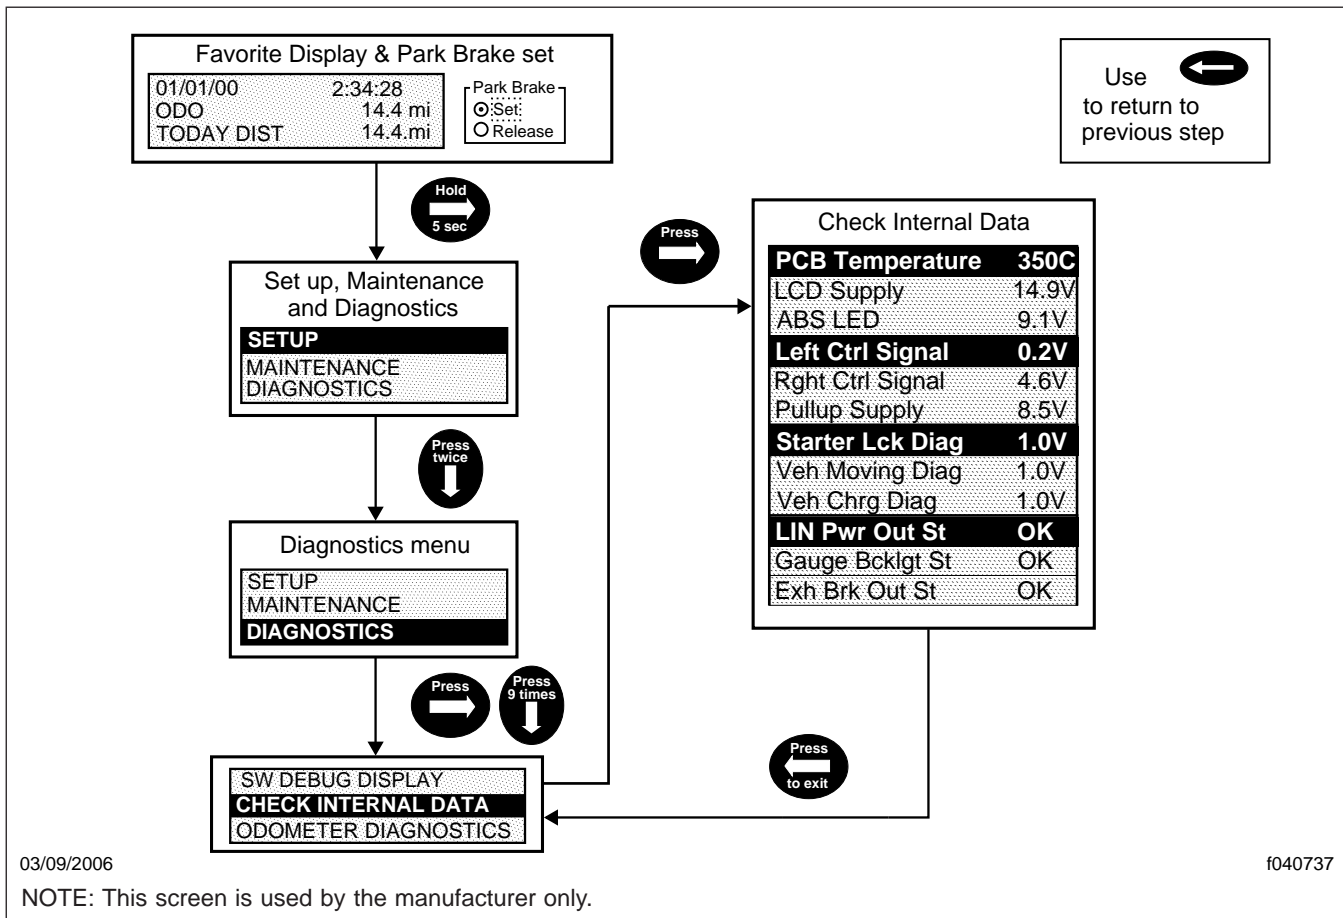 Favorite Display & Park Brake set
01/01/00 2:34:28
ODO 14.4 mi
TODAY DIST 14.4.mi
Park Brake
Set
Release
Use
to return to
previous step
Hold
5 sec
Set up, Maintenance
and Diagnostics
SETUP
MAINTENANCE
DIAGNOSTICS
Press
twice
Diagnostics menu
SETUP
MAINTENANCE
DIAGNOSTICS
Press
Press
9 times
SW DEBUG DISPLAY
CHECK INTERNAL DATA
ODOMETER DIAGNOSTICS
Press
Check Internal Data
PCB Temperature 350C
LCD Supply 14.9V
ABS LED 9.1V
Left Ctrl Signal 0.2V
Rght Ctrl Signal 4.6V
Pullup Supply 8.5V
Starter Lck Diag 1.0V
Veh Moving Diag 1.0V
Veh Chrg Diag 1.0V
LIN Pwr Out St OK
Gauge Bcklgt St OK
Exh Brk Out St OK
Press
to exit
03/09/2006
f040737
NOTE: This screen is used by the manufacturer only.